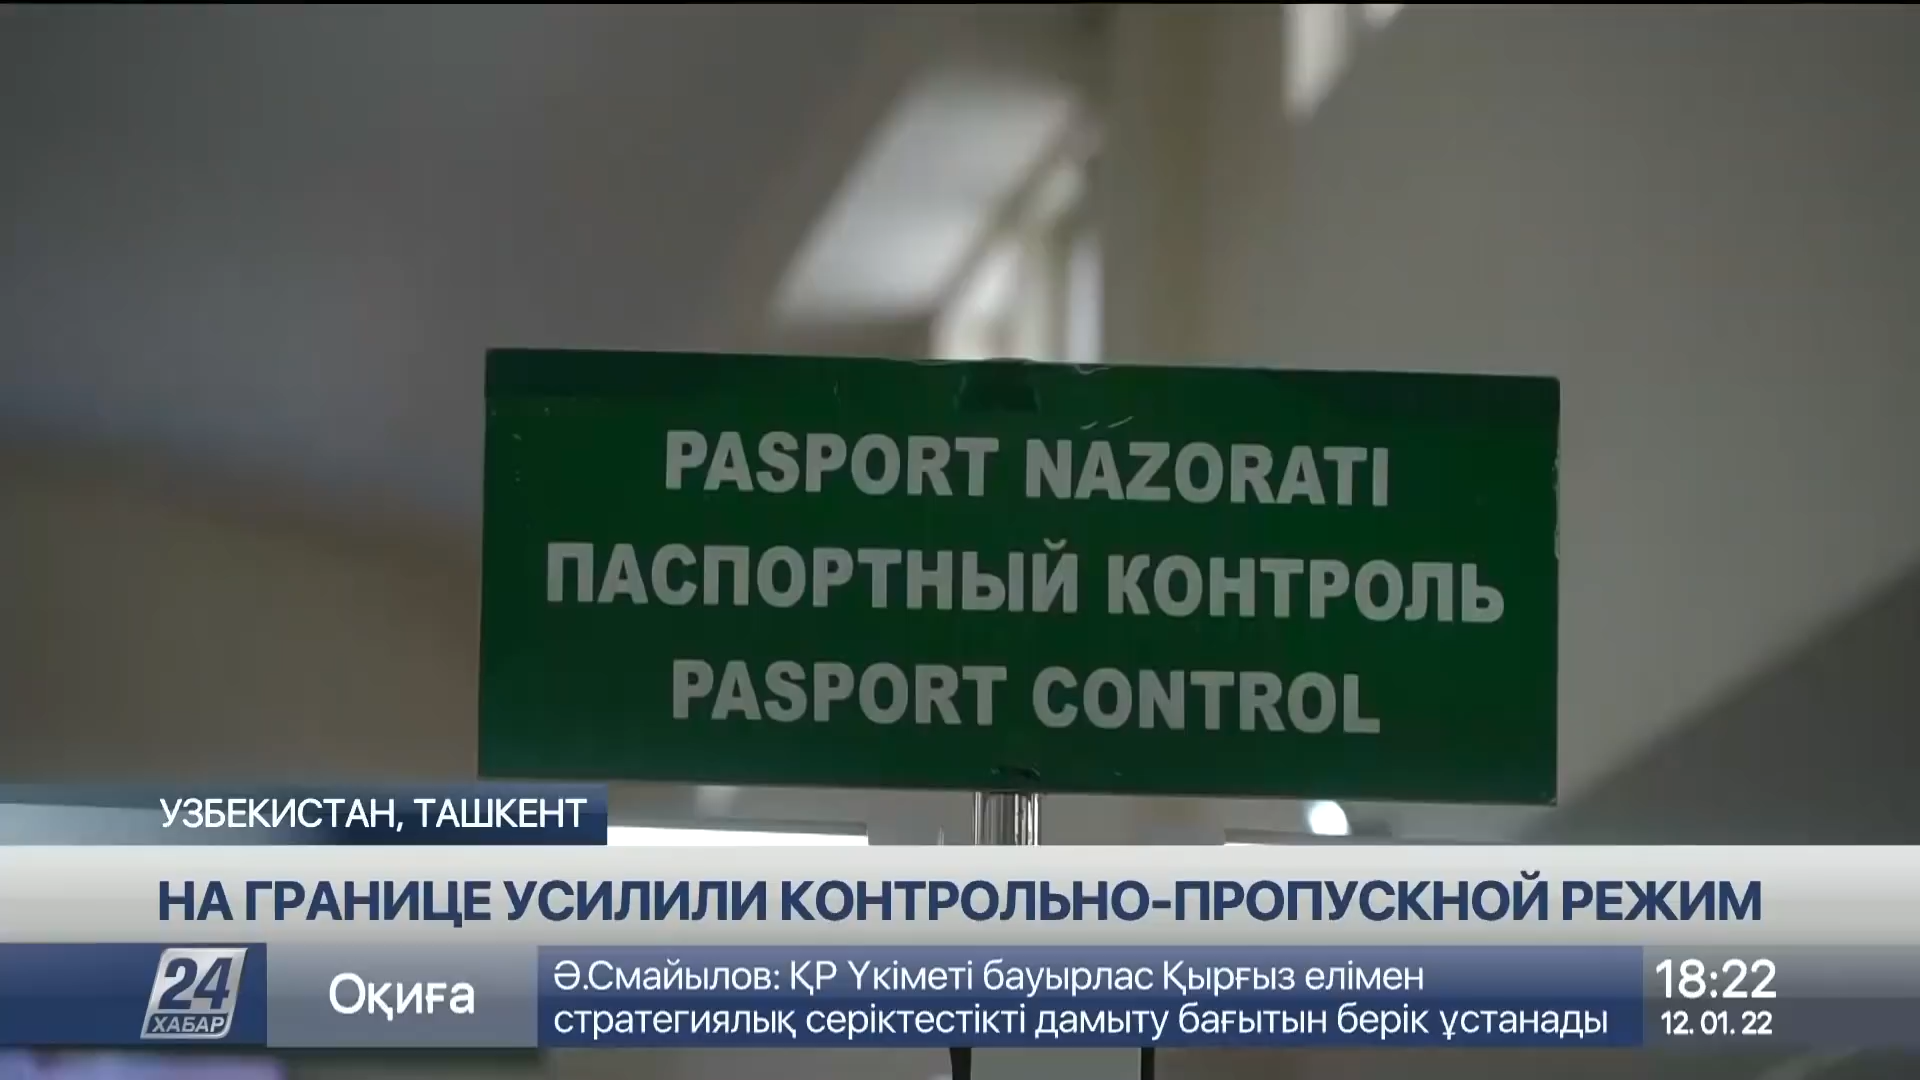 PASPORT NAZORATI
ПАСПОРТНЫЙ КОНТРОЛЬ
PASPORT CONTROL
УЗБЕКИСТАН, ТАШКЕНТ
НА ГРАНИЦЕ УСИЛИЛИ КОНТРОЛЬНО-ПРОПУСКНОЙ РЕЖИМ
24
ХАБАР
Оқиға
Ә.Смайылов: ҚР Үкіметі бауырлас Қырғыз елімен
стратегиялық серіктестікті дамыту бағытын берік ұстанады
18:22
12. 01. 22